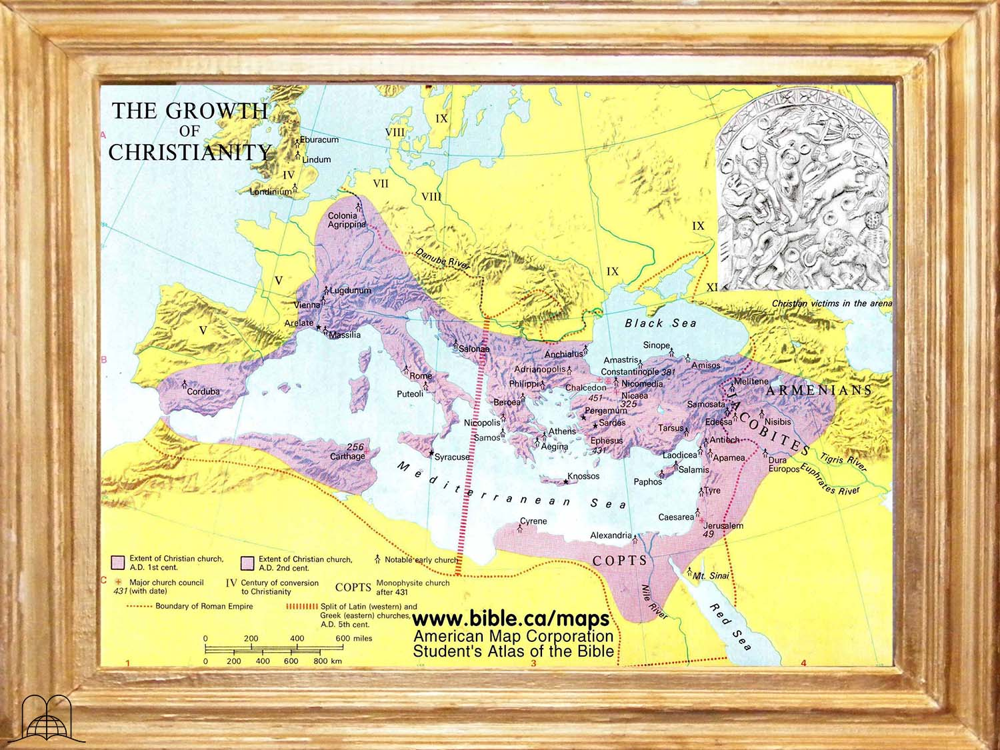 THE GROWTH
OF
CHRISTIANITY
A
B
C
1
3
4
Eburacum
Lindum
IV
Londinium
IX
VIII
VII
VIII
IX
IX
XI
V
V
Colonia
Agrippina
Danube River
Lugdunum
Vienna
Arelate
Massilia
Corduba
Salonae
Rome
Puteoli
Syracuse
256
Carthage
Black Sea
Christian victims in the arena
Anchialus
Sinope
Amastris
Amisos
Adrianopolis
Constantinople 381
Philippi
Chalcedon
451
Nicomedia
Nicaea
325
Beroea
Pergamum
Sardes
Nicopolis
Samos
Athens
Aegina
Ephesus
431
Knossos
Melitene
ARMENIANS
JACOBITES
Samosata
Edessa
Nisibis
Tarsus
Antioch
Laodicea
Apamea
Salamis
Paphos
Dura
Europos
Tigris River
Euphrates River
Tyre
Caesarea
Jerusalem
49
Mediterranean Sea
Cyrene
Alexandria
COPTS
Mt. Sinai
Nile River
Red Sea
Extent of Christian church,
A.D. 1st cent.
Extent of Christian church,
A.D. 2nd cent.
Notable early church
Major church council
431 (with date)
IV Century of conversion
to Christianity
COPTS Monophysite church
after 431
Boundary of Roman Empire
Split of Latin (western) and
Greek (eastern) churches,
A.D. 5th cent.
0 200 400 600 miles
0 200 400 600 800 km
www.bible.ca/maps
American Map Corporation
Student's Atlas of the Bible